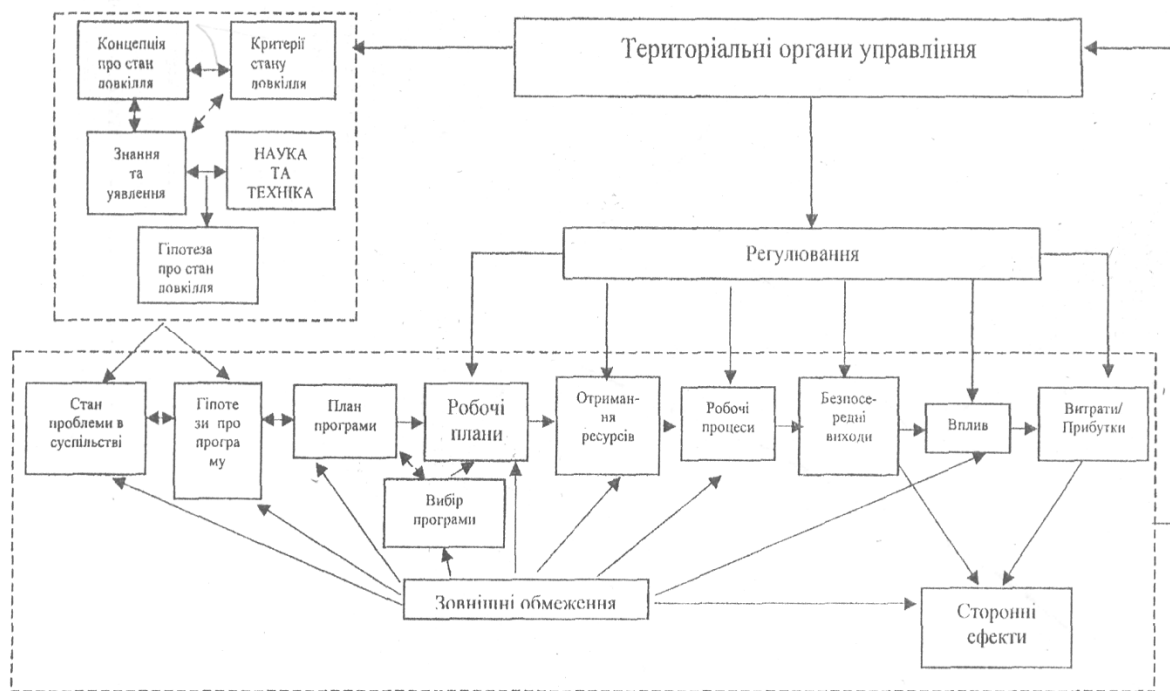 Концепція
про стан
довкілля
Критерії
стану
довкілля
Територіальні органи управління
Знання
та
уявлення
НАУКА
ТА
ТЕХНІКА
Гіпотеза
про стан
довкілля
Регулювання
Стан
проблеми в
суспільстві
Гіпоте
зи про
програ
му
План
програми
Робочі
плани
Отриман-
ня
ресурсів
Робочі
процеси
Безпосе-
редні
виходи
Вплив
Витрати/
Прибутки
Вибір
програми
Зовнішні обмеження
Сторонні
ефекти